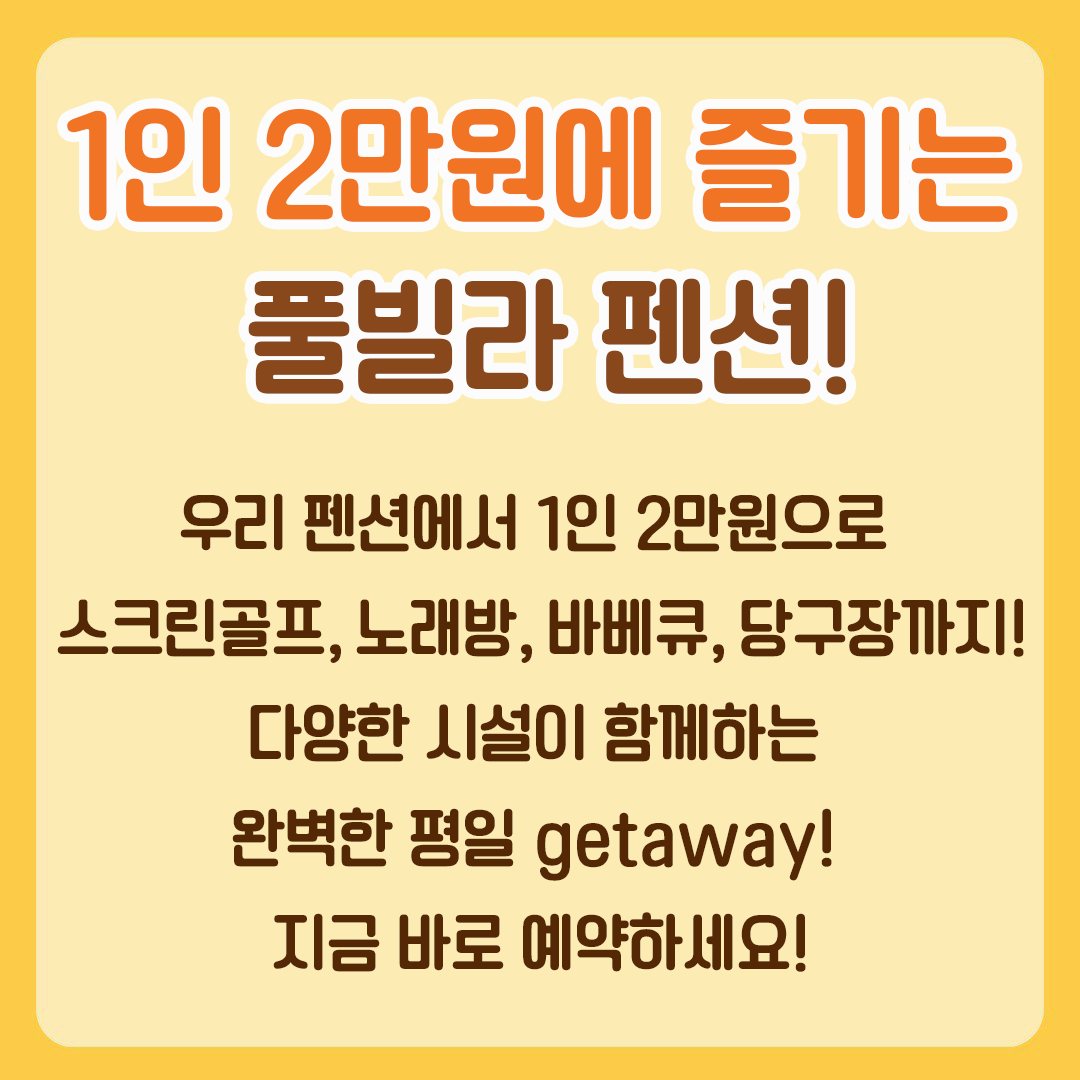 1인 2만원에 즐기는
풀빌라 펜션!
우리 펜션에서 1인 2만원으로
스크린골프, 노래방, 바베큐, 당구장까지!
다양한 시설이 함께하는
완벽한 평일 getaway!
지금 바로 예약하세요!